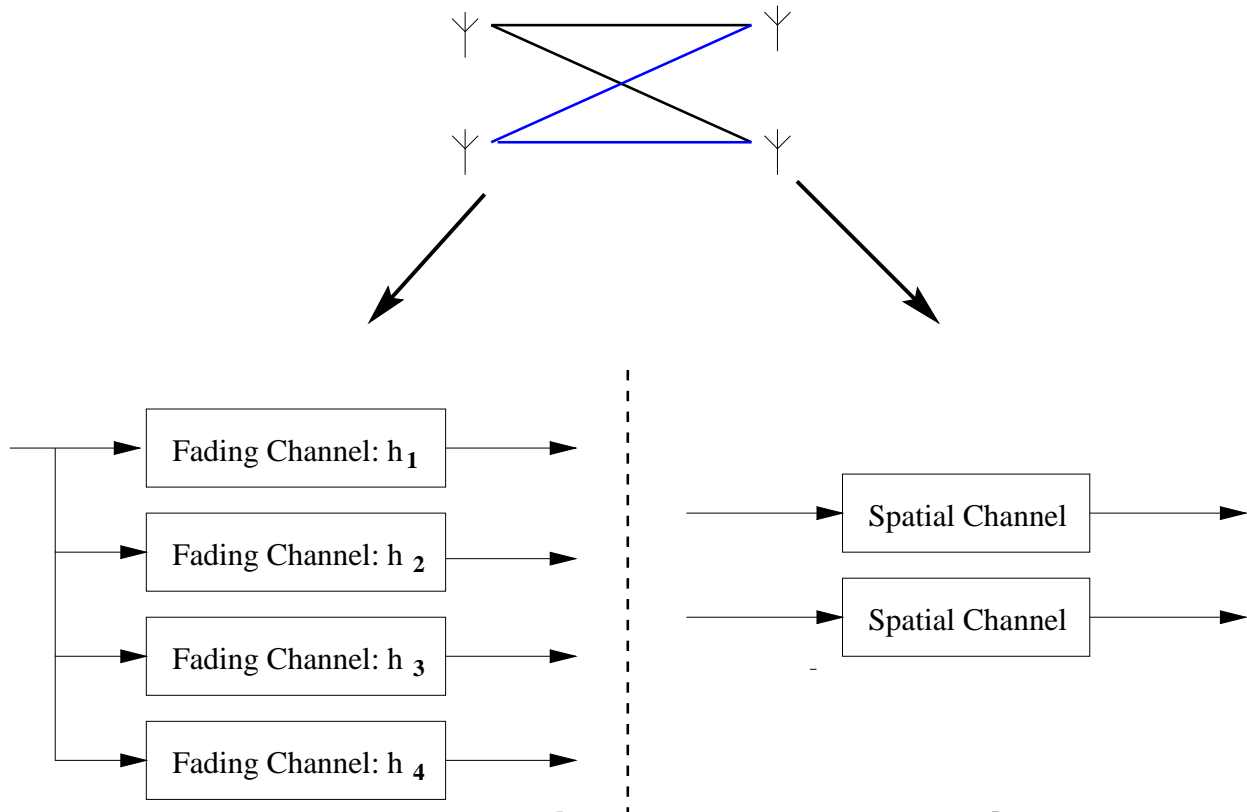 Fading Channel: h 1
Fading Channel: h 2
Fading Channel: h 3
Fading Channel: h 4
Spatial Channel
Spatial Channel